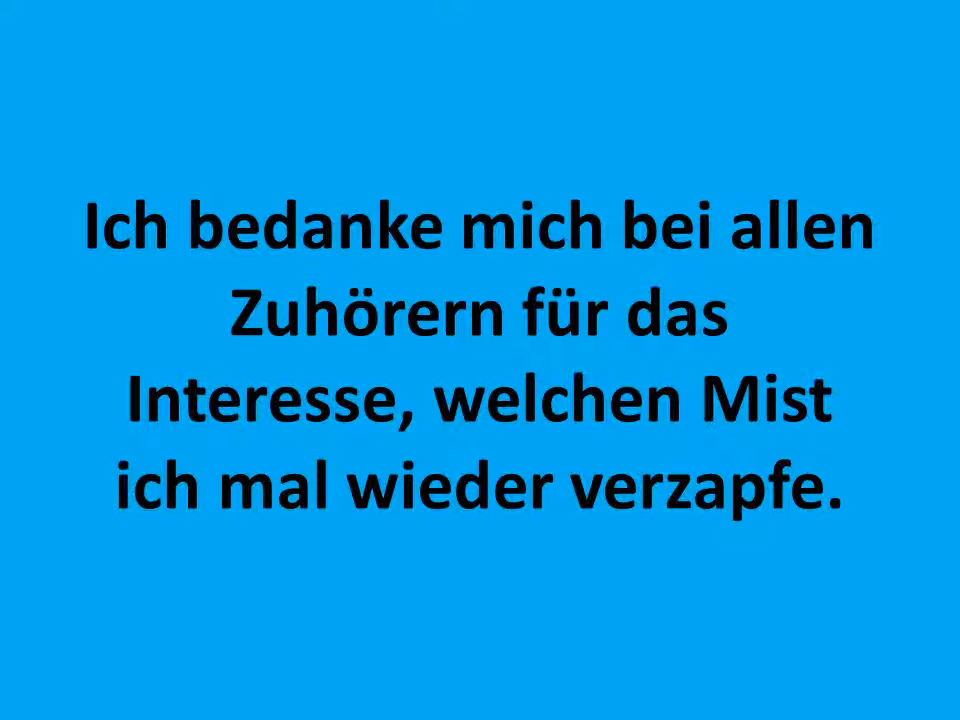 Ich bedanke mich bei allen
Zuhörern für das
Interesse, welchen Mist
ich mal wieder verzapfe.